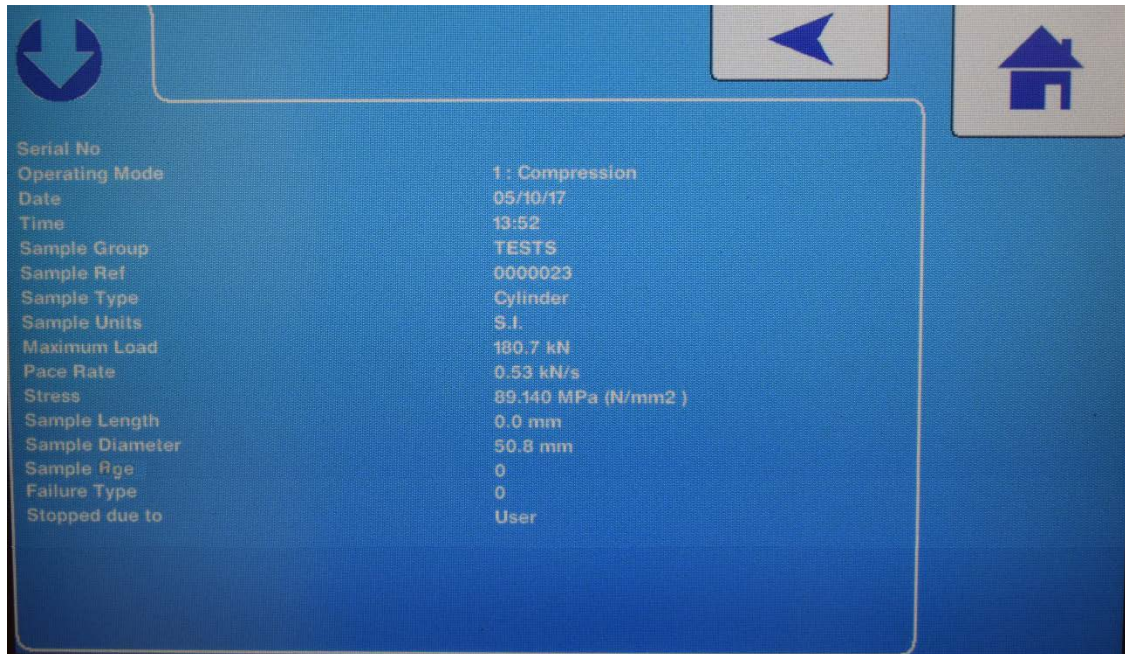 Serial No
Operating Mode 1 : Compression
Date 05/10/17
Time 13:52
Sample Group TESTS
Sample Ref 0000023
Sample Type Cylinder
Sample Units S.I.
Maximum Load 180.7 kN
Pace Rate 0.53 kN/s
Stress 89.140 MPa (N/mm2 )
Sample Length 0.0 mm
Sample Diameter 50.8 mm
Sample Age 0
Failure Type 0
Stopped due to User